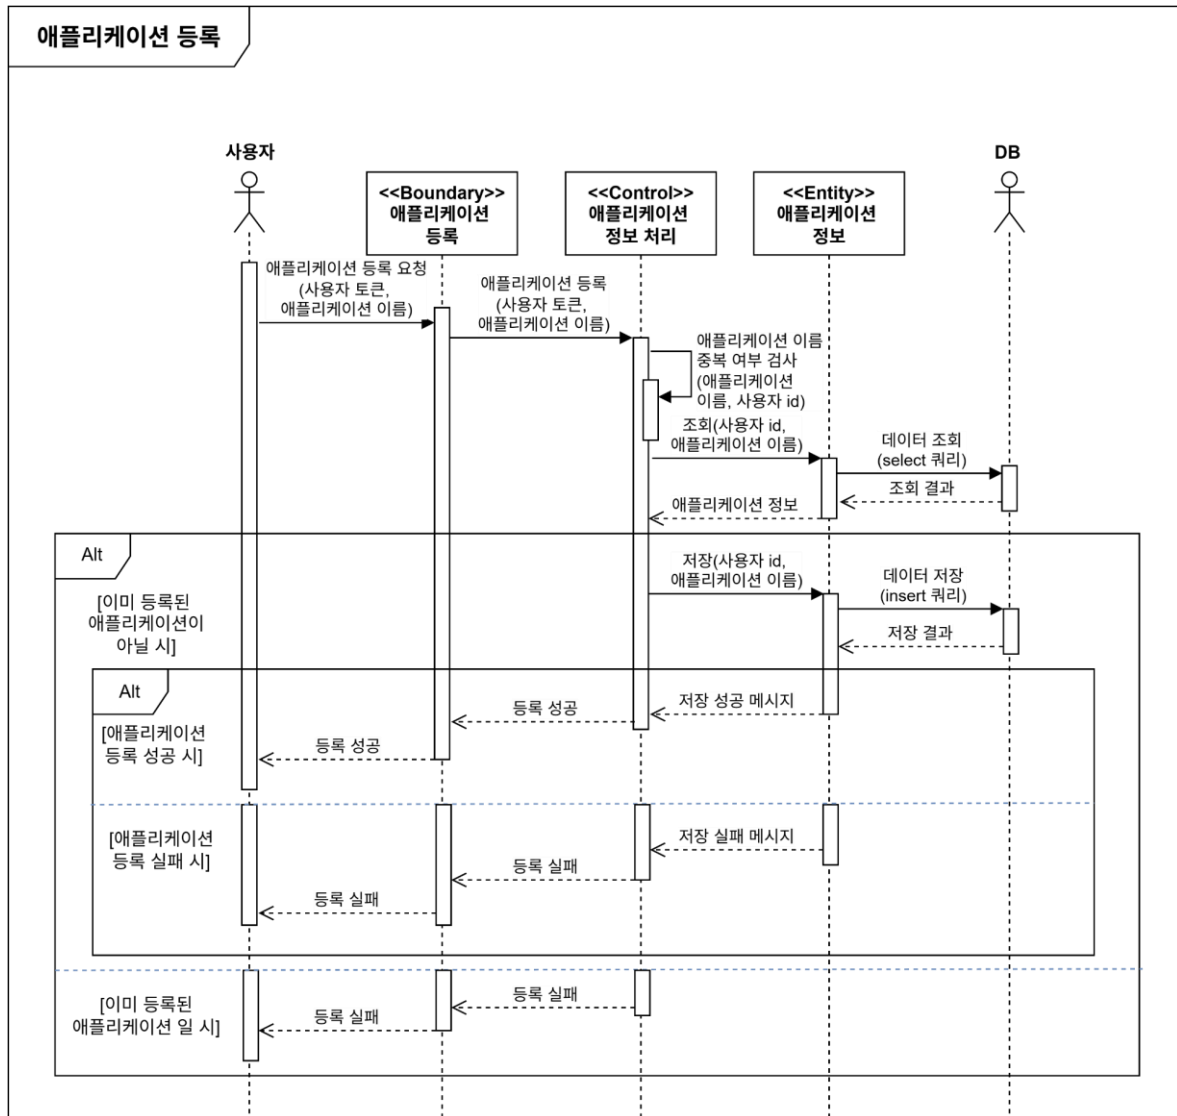 애플리케이션 등록
사용자
DB
<<Boundary>>
애플리케이션
등록
<<Control>>
애플리케이션
정보 처리
<<Entity>>
애플리케이션
정보
애플리케이션 등록 요청
(사용자 토큰,
애플리케이션 이름)
애플리케이션 등록
(사용자 토큰,
애플리케이션 이름)
애플리케이션 이름
중복 여부 검사
(애플리케이션
이름, 사용자 id)
조회(사용자 id,
애플리케이션 이름)
데이터 조회
(select 쿼리)
조회 결과
애플리케이션 정보
Alt
[이미 등록된
애플리케이션이
아닐 시]
저장(사용자 id,
애플리케이션 이름)
데이터 저장
(insert 쿼리)
저장 결과
Alt
[애플리케이션
등록 성공 시]
저장 성공 메시지
등록 성공
등록 성공
[애플리케이션
등록 실패 시]
저장 실패 메시지
등록 실패
등록 실패
[이미 등록된
애플리케이션 일 시]
등록 실패
등록 실패